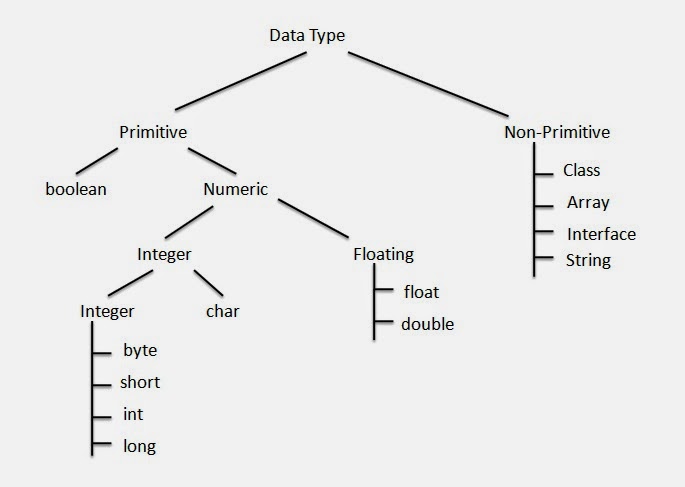 Data Type
Primitive
Non-Primitive
boolean
Numeric
Class
Array
Interface
String
Integer
Floating
Integer
char
float
double
byte
short
int
long